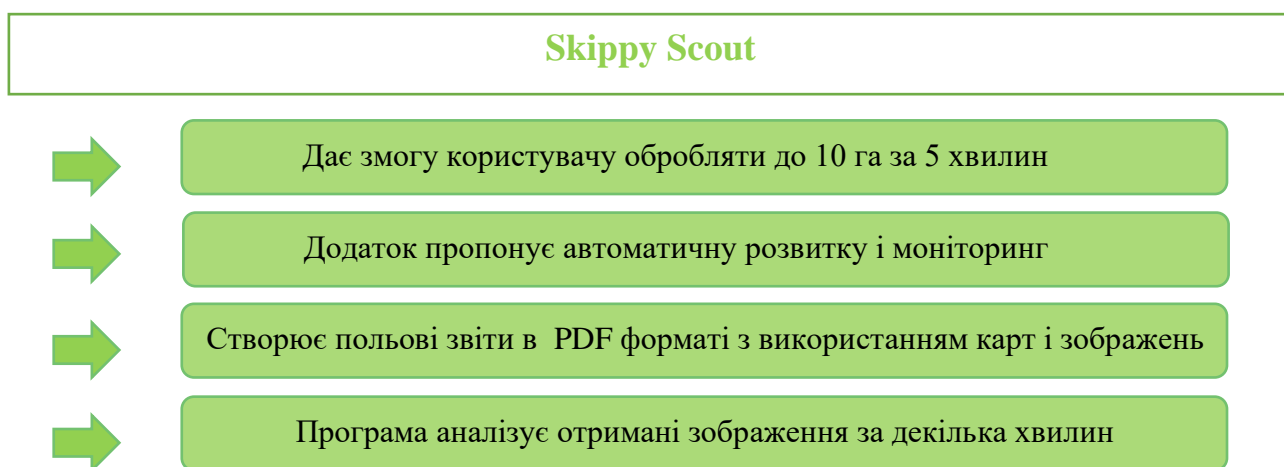 Skippy Scout
Дає змогу користувачу обробляти до 10 га за 5 хвилин
Додаток пропонує автоматичну розвитку і моніторинг
Створює польові звіти в PDF форматі з використанням карт і зображень
Програма аналізує отримані зображення за декілька хвилин